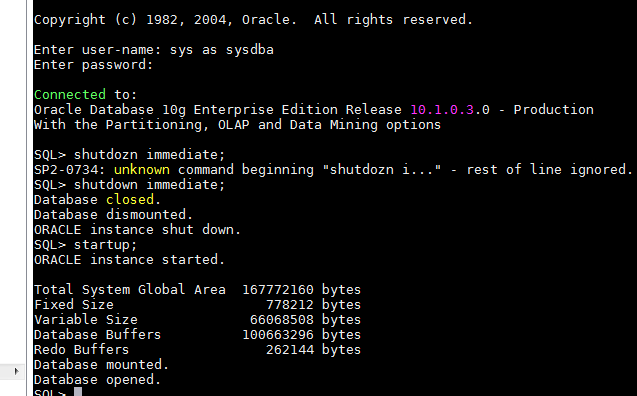 Copyright (c) 1982, 2004, Oracle.  All rights reserved.
Enter user-name: sys as sysdba
Enter password:
Connected to:
Oracle Database 10g Enterprise Edition Release 10.1.0.3.0 - Production
With the Partitioning, OLAP and Data Mining options
SQL> shutdozn immediate;
SP2-0734: unknown command beginning "shutdozn i..." - rest of line ignored.
SQL> shutdown immediate;
Database closed.
Database dismounted.
ORACLE instance shut down.
SQL> startup;
ORACLE instance started.
Total System Global Area  167772160 bytes
Fixed Size                   778212 bytes
Variable Size              66068508 bytes
Database Buffers          100663296 bytes
Redo Buffers                 262144 bytes
Database mounted.
Database opened.
SQL>